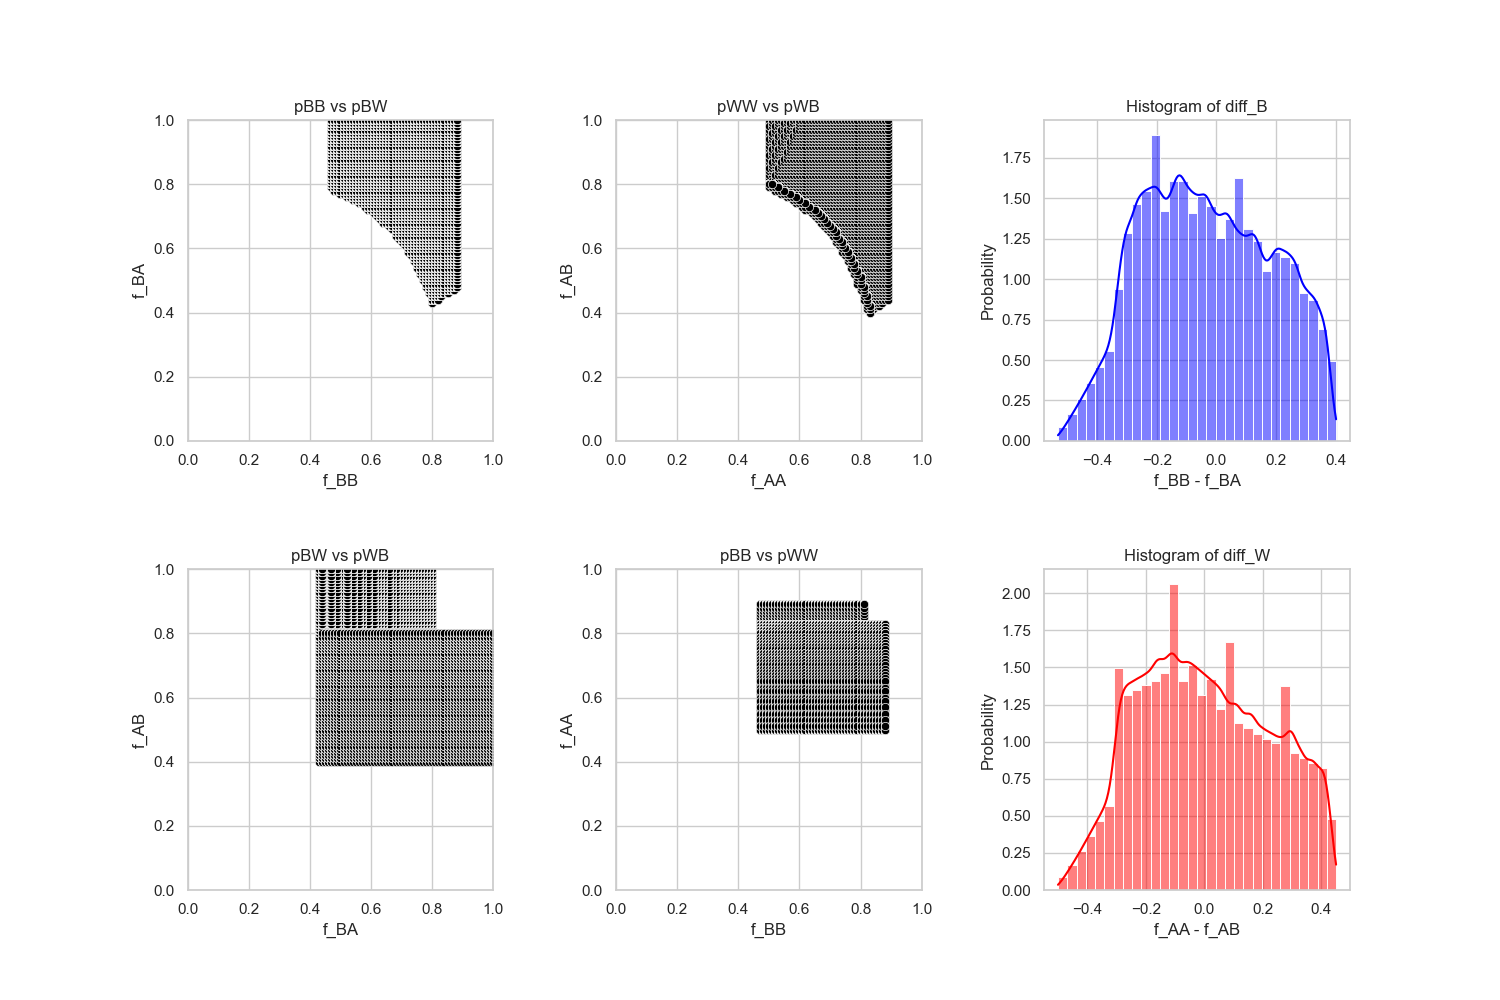 pBB vs pBW
1.0
0.8
0.6
0.4
0.2
0.0
f_BA
0.0 0.2 0.4 0.6 0.8 1.0
f_BB
pWW vs pWB
1.0
0.8
0.6
0.4
0.2
0.0
f_AB
0.0 0.2 0.4 0.6 0.8 1.0
f_AA
Histogram of diff_B
1.75
1.50
1.25
1.00
0.75
0.50
0.25
0.00
Probability
−0.4 −0.2 0.0 0.2 0.4
f_BB - f_BA
pBW vs pWB
1.0
0.8
0.6
0.4
0.2
0.0
f_AB
0.0 0.2 0.4 0.6 0.8 1.0
f_BA
pBB vs pWW
1.0
0.8
0.6
0.4
0.2
0.0
f_AA
0.0 0.2 0.4 0.6 0.8 1.0
f_BB
Histogram of diff_W
2.00
1.75
1.50
1.25
1.00
0.75
0.50
0.25
0.00
Probability
−0.4 −0.2 0.0 0.2 0.4
f_AA - f_AB